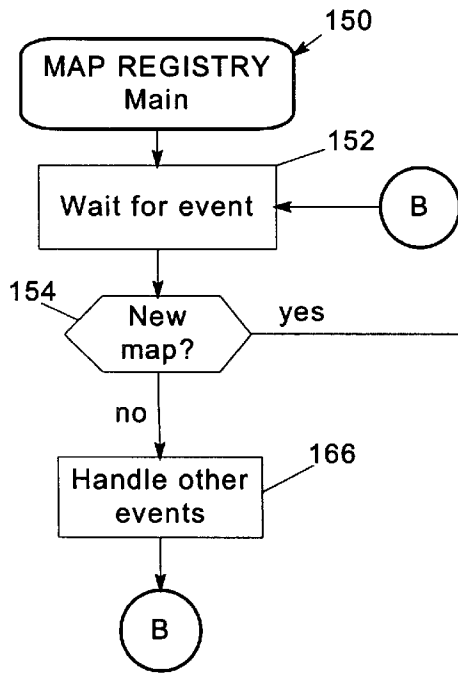 150
MAP REGISTRY
Main
152
Wait for event
B
154
New
map?
yes
no
166
Handle other
events
B